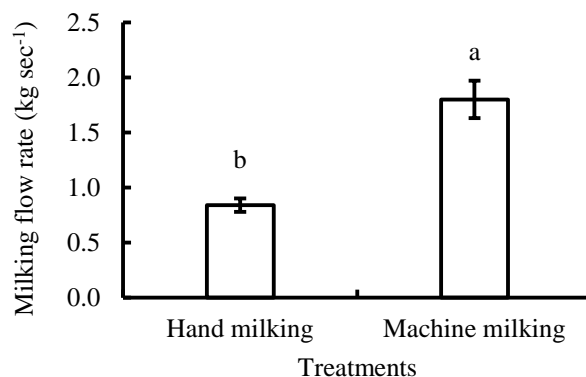 Milking flow rate (kg sec⁻¹)
2.5
2.0
1.5
1.0
0.5
0.0
b
a
Hand milking
Machine milking
Treatments